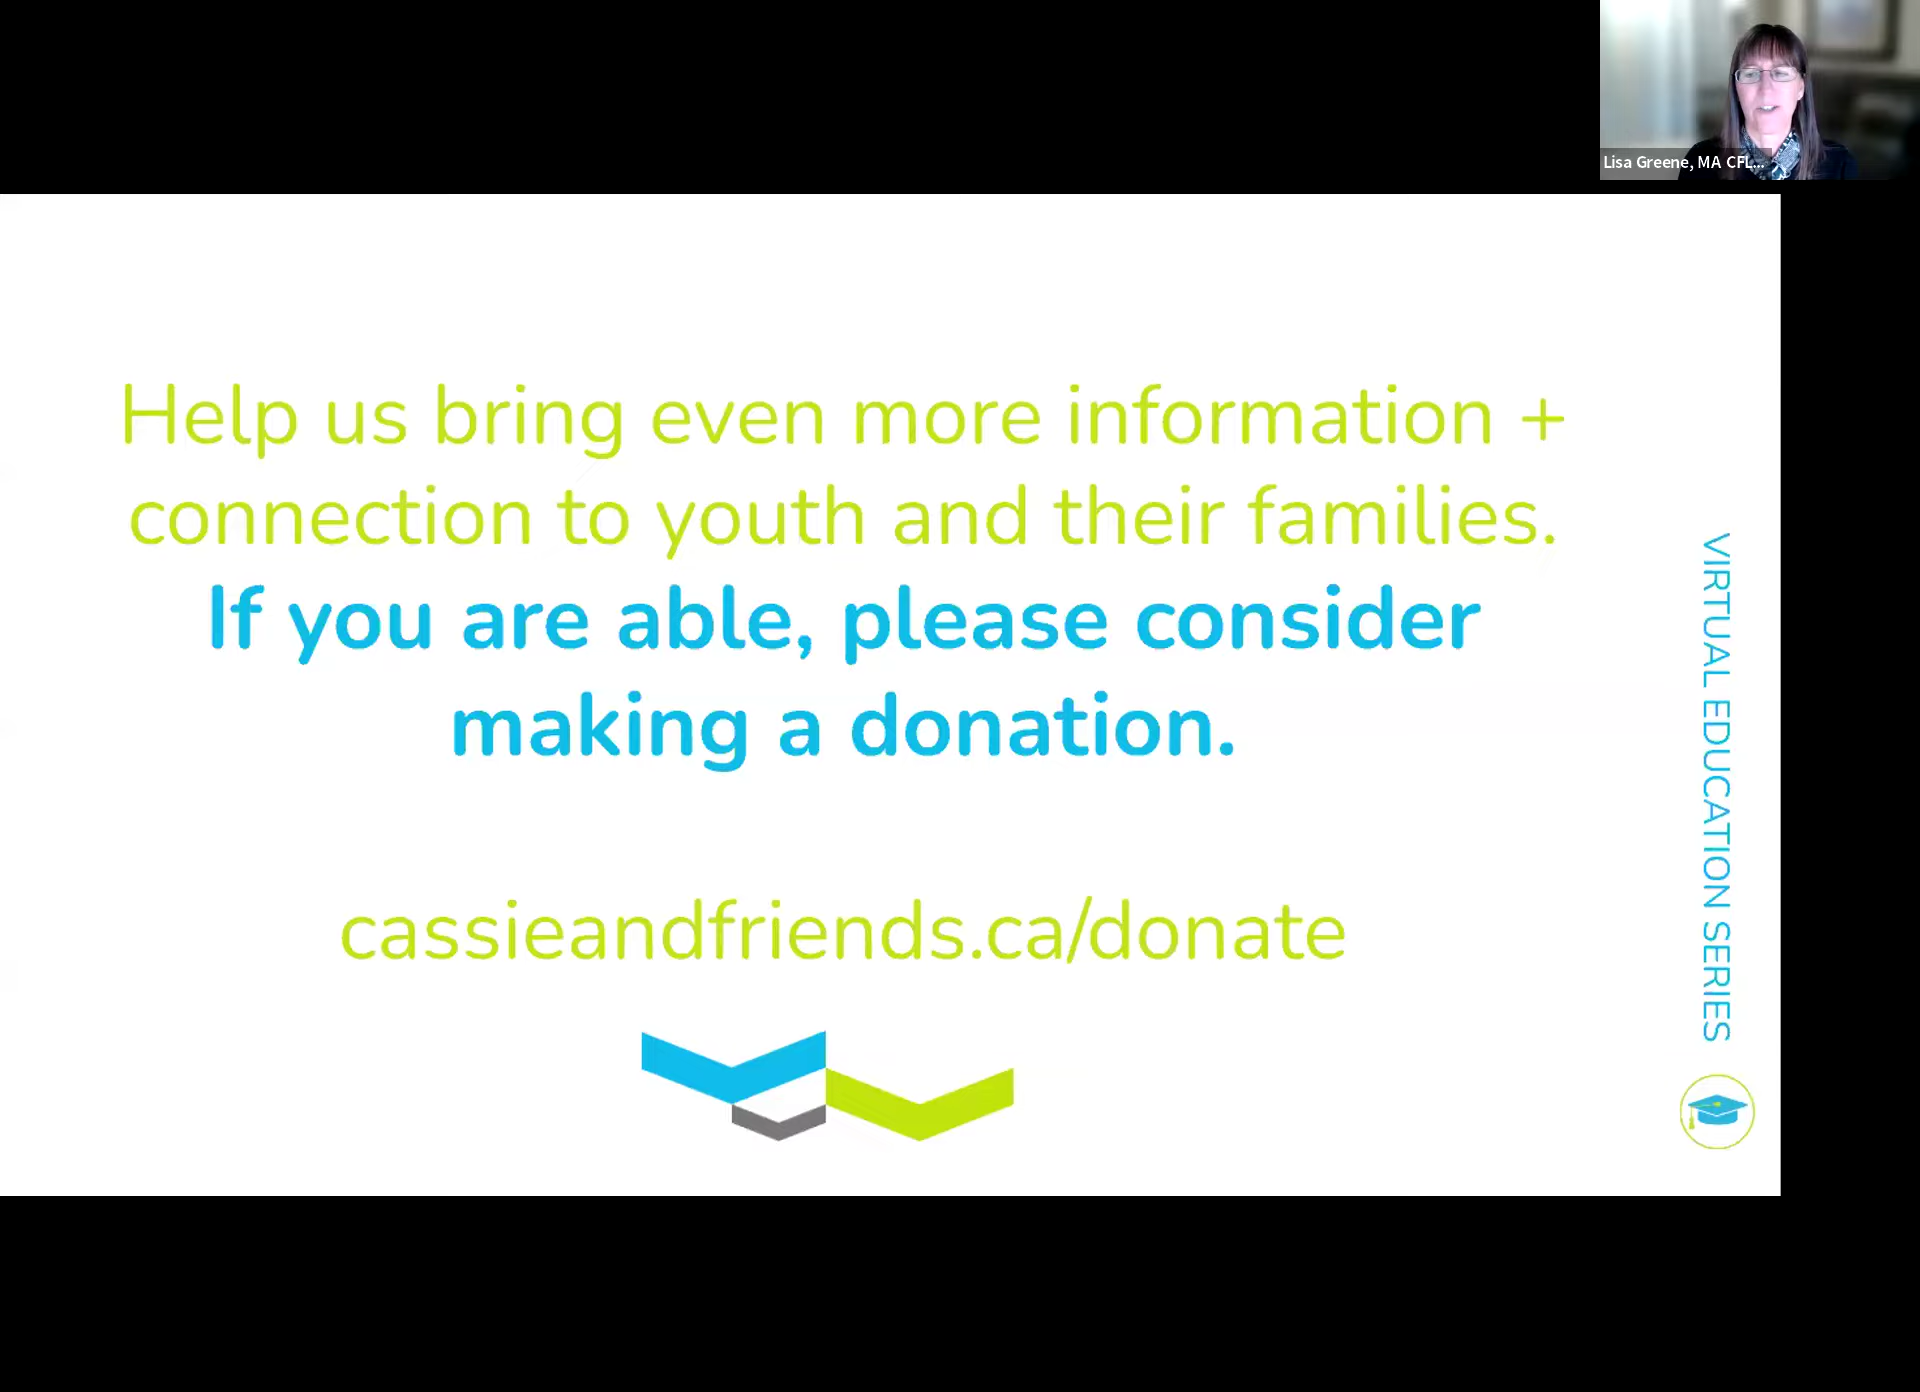 Lisa Greene, MA CFL...
Help us bring even more information +
connection to youth and their families.
If you are able, please consider
making a donation.
cassieandfriends.ca/donate
VIRTUAL EDUCATION SERIES